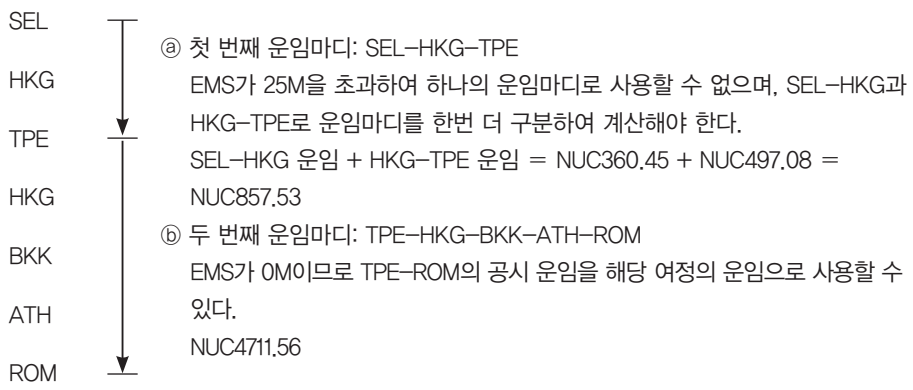 SEL
ⓐ 첫 번째 운임마디: SEL-HKG-TPE
HKG
EMS가 25M을 초과하여 하나의 운임마디로 사용할 수 없으며, SEL-HKG과
HKG-TPE로 운임마디를 한번 더 구분하여 계산해야 한다.
TPE
SEL-HKG 운임 + HKG-TPE 운임 = NUC360.45 + NUC497.08 =
HKG
NUC857.53
ⓑ 두 번째 운임마디: TPE-HKG-BKK-ATH-ROM
BKK
EMS가 0M이므로 TPE-ROM의 공시 운임을 해당 여정의 운임으로 사용할 수
ATH
있다.
NUC4711.56
ROM